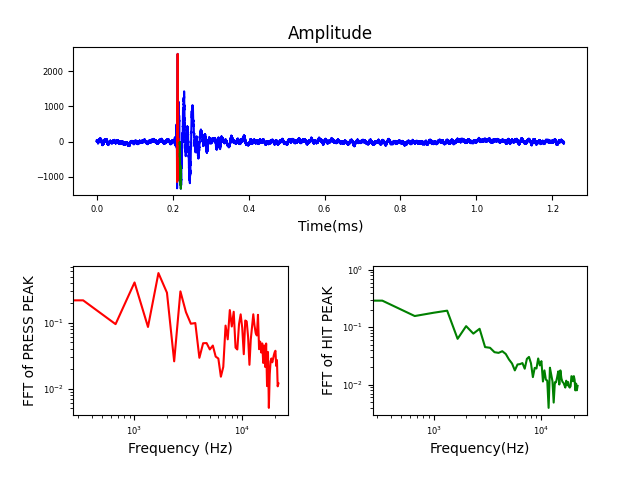 Amplitude
2000
1000
0
−1000
0.0 0.2 0.4 0.6 0.8 1.0 1.2
Time(ms)
FFT of PRESS PEAK
10⁻¹
10⁻²
10³ 10⁴
Frequency (Hz)
FFT of HIT PEAK
10⁰
10⁻¹
10⁻²
10³ 10⁴
Frequency(Hz)